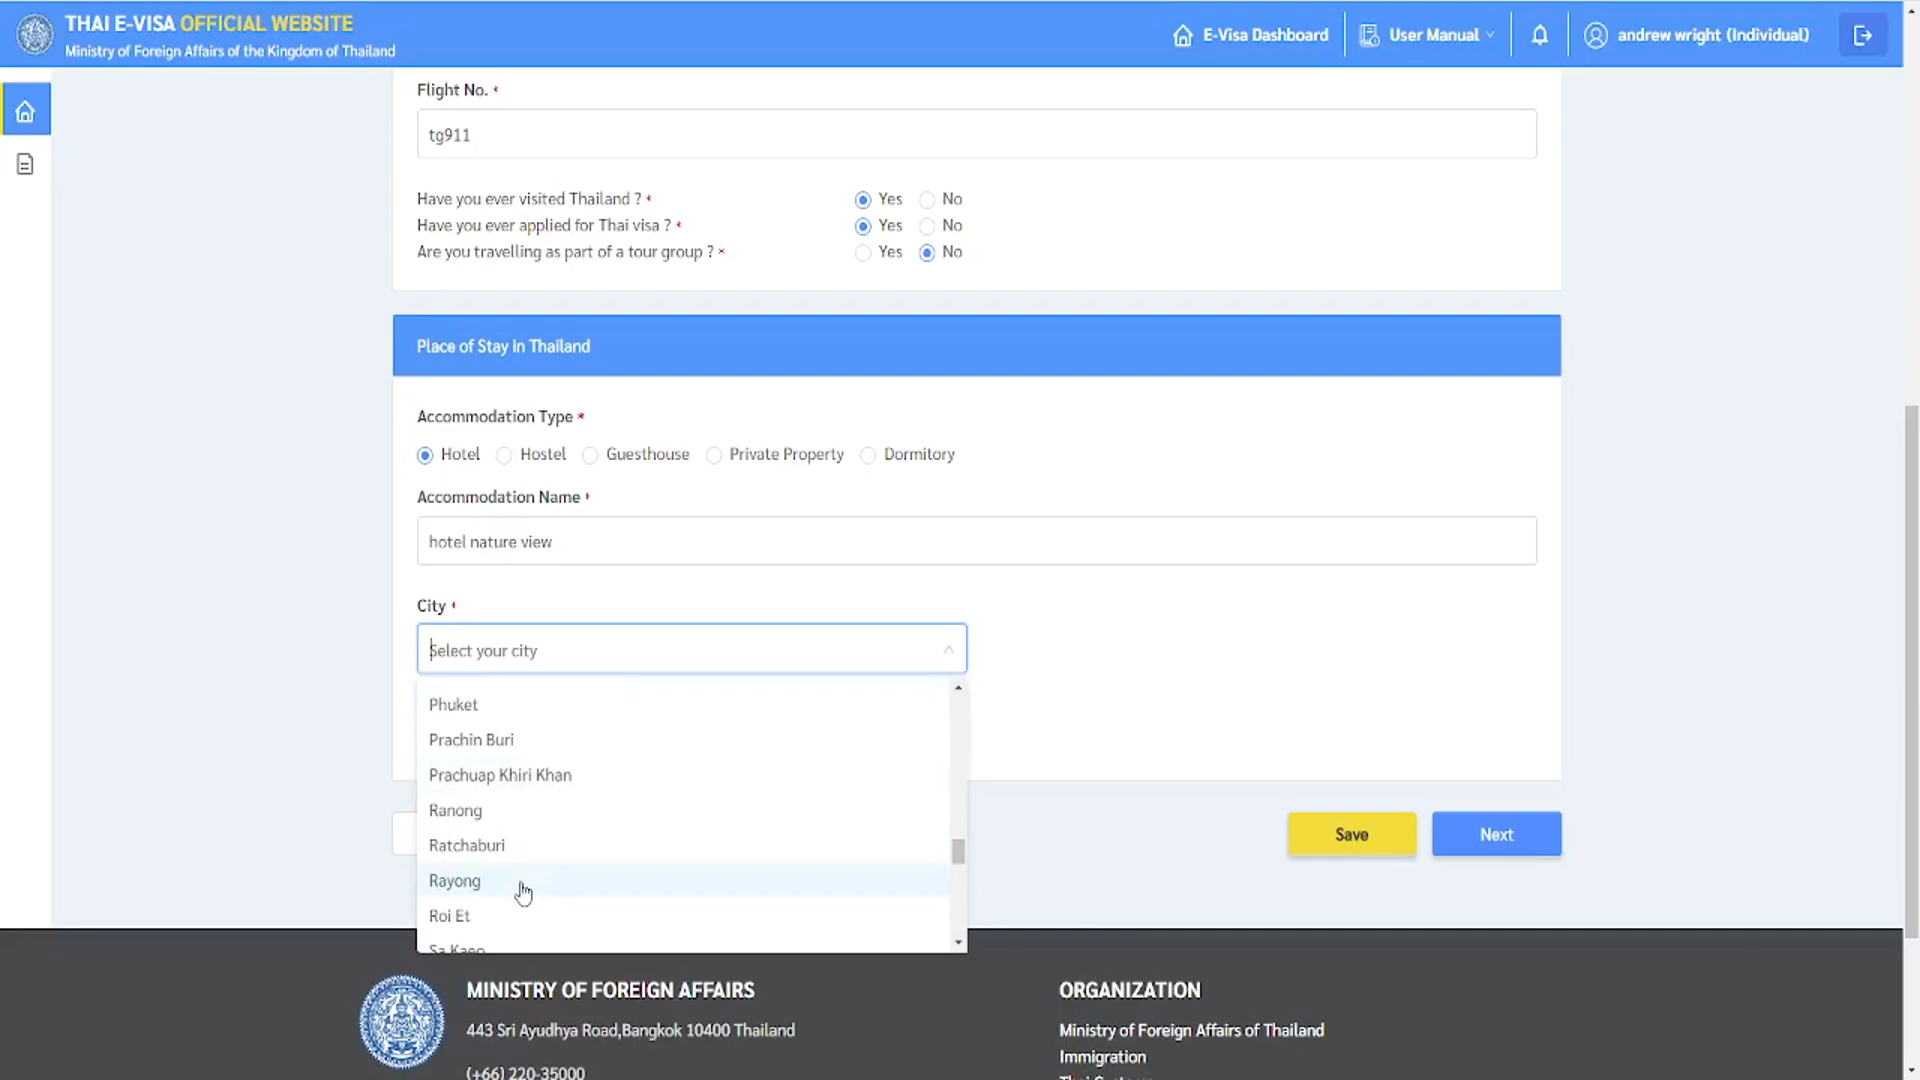 THAI E-VISA OFFICIAL WEBSITE
Ministry of Foreign Affairs of the Kingdom of Thailand
E-Visa Dashboard
User Manual
andrew wright (Individual)
Flight No. *
tg911
Have you ever visited Thailand ? * Yes No
Have you ever applied for Thai visa ? * Yes No
Are you travelling as part of a tour group ? * Yes No
Place of Stay in Thailand
Accommodation Type *
Hotel Hostel Guesthouse Private Property Dormitory
Accommodation Name *
hotel nature view
City *
Select your city
Phuket
Prachin Buri
Prachuap Khiri Khan
Ranong
Ratchaburi
Rayong
Roi Et
Sa Kaeo
Save
Next
MINISTRY OF FOREIGN AFFAIRS
443 Sri Ayudhya Road,Bangkok 10400 Thailand
(+66) 220-35000
ORGANIZATION
Ministry of Foreign Affairs of Thailand
Immigration
Thai Customs